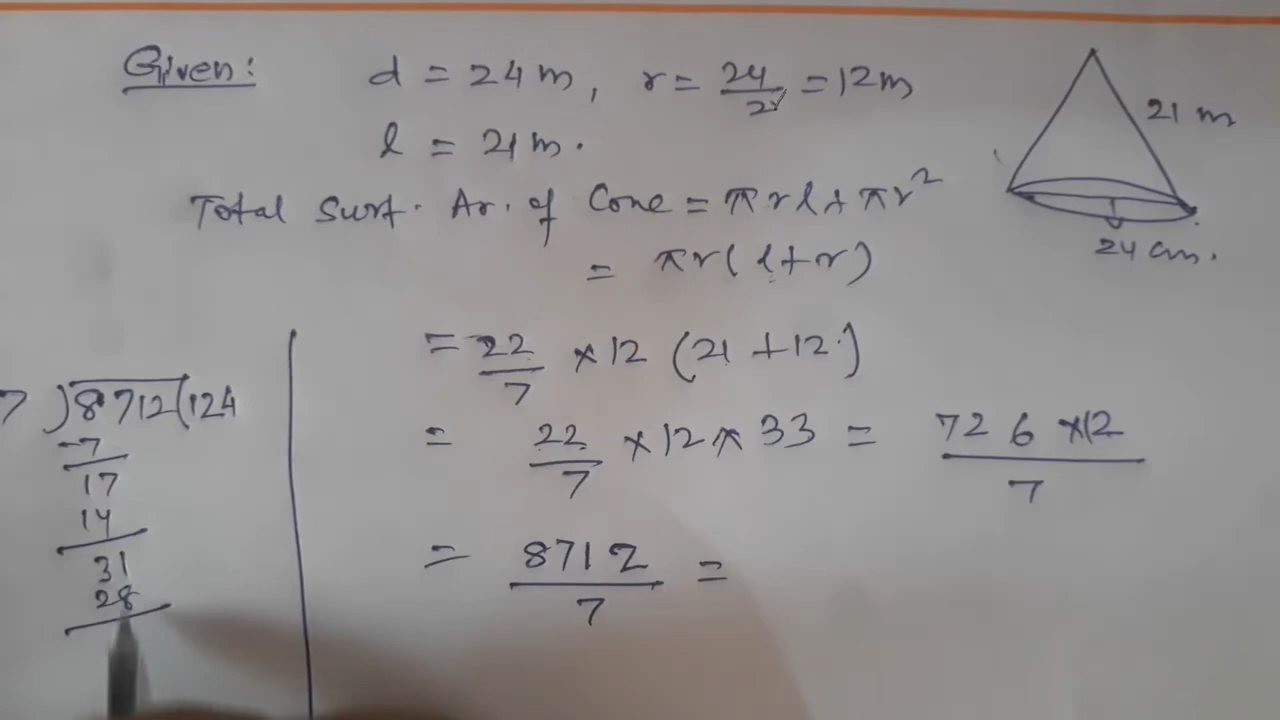 Given: d = 24 m, r = 24/2 = 12 m
l = 21 m.
21 m
Total Surf. Ar. of Cone = πrl + πr²
24 cm.
= πr(l+r)
= 22/7 × 12 (21 + 12)
= 22/7 × 12 × 33 = 726 × 12/7
= 8712/7 =
7)8712(124
-7
17
14
31
28